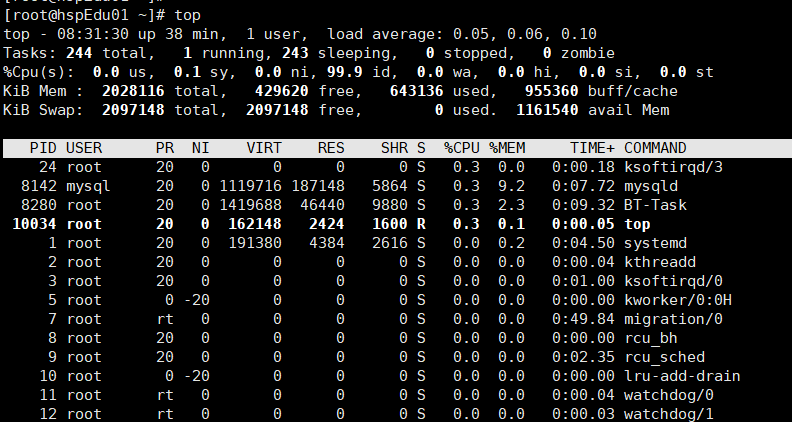 [root@hspEdu01 ~]# top
top - 08:31:30 up 38 min,  1 user,  load average: 0.05, 0.06, 0.10
Tasks: 244 total,   1 running, 243 sleeping,   0 stopped,   0 zombie
%Cpu(s):  0.0 us,  0.1 sy,  0.0 ni, 99.9 id,  0.0 wa,  0.0 hi,  0.0 si,  0.0 st
KiB Mem :  2028116 total,   429620 free,   643136 used,   955360 buff/cache
KiB Swap:  2097148 total,  2097148 free,        0 used.  1161540 avail Mem
PID USER      PR  NI    VIRT    RES    SHR S  %CPU %MEM     TIME+ COMMAND
24 root      20   0       0      0      0 S   0.3  0.0   0:00.18 ksoftirqd/3
8142 mysql     20   0 1119716 187148   5864 S   0.3  9.2   0:07.72 mysqld
8280 root      20   0 1419688  46440   9880 S   0.3  2.3   0:09.32 BT-Task
10034 root      20   0  162148   2424   1600 R   0.3  0.1   0:00.05 top
1 root      20   0  191380   4384   2616 S   0.0  0.2   0:04.50 systemd
2 root      20   0       0      0      0 S   0.0  0.0   0:00.04 kthreadd
3 root      20   0       0      0      0 S   0.0  0.0   0:01.00 ksoftirqd/0
5 root       0 -20       0      0      0 S   0.0  0.0   0:00.00 kworker/0:0H
7 root      rt   0       0      0      0 S   0.0  0.0   0:49.84 migration/0
8 root      20   0       0      0      0 S   0.0  0.0   0:00.00 rcu_bh
9 root      20   0       0      0      0 S   0.0  0.0   0:02.35 rcu_sched
10 root       0 -20       0      0      0 S   0.0  0.0   0:00.00 lru-add-drain
11 root      rt   0       0      0      0 S   0.0  0.0   0:00.04 watchdog/0
12 root      rt   0       0      0      0 S   0.0  0.0   0:00.03 watchdog/1